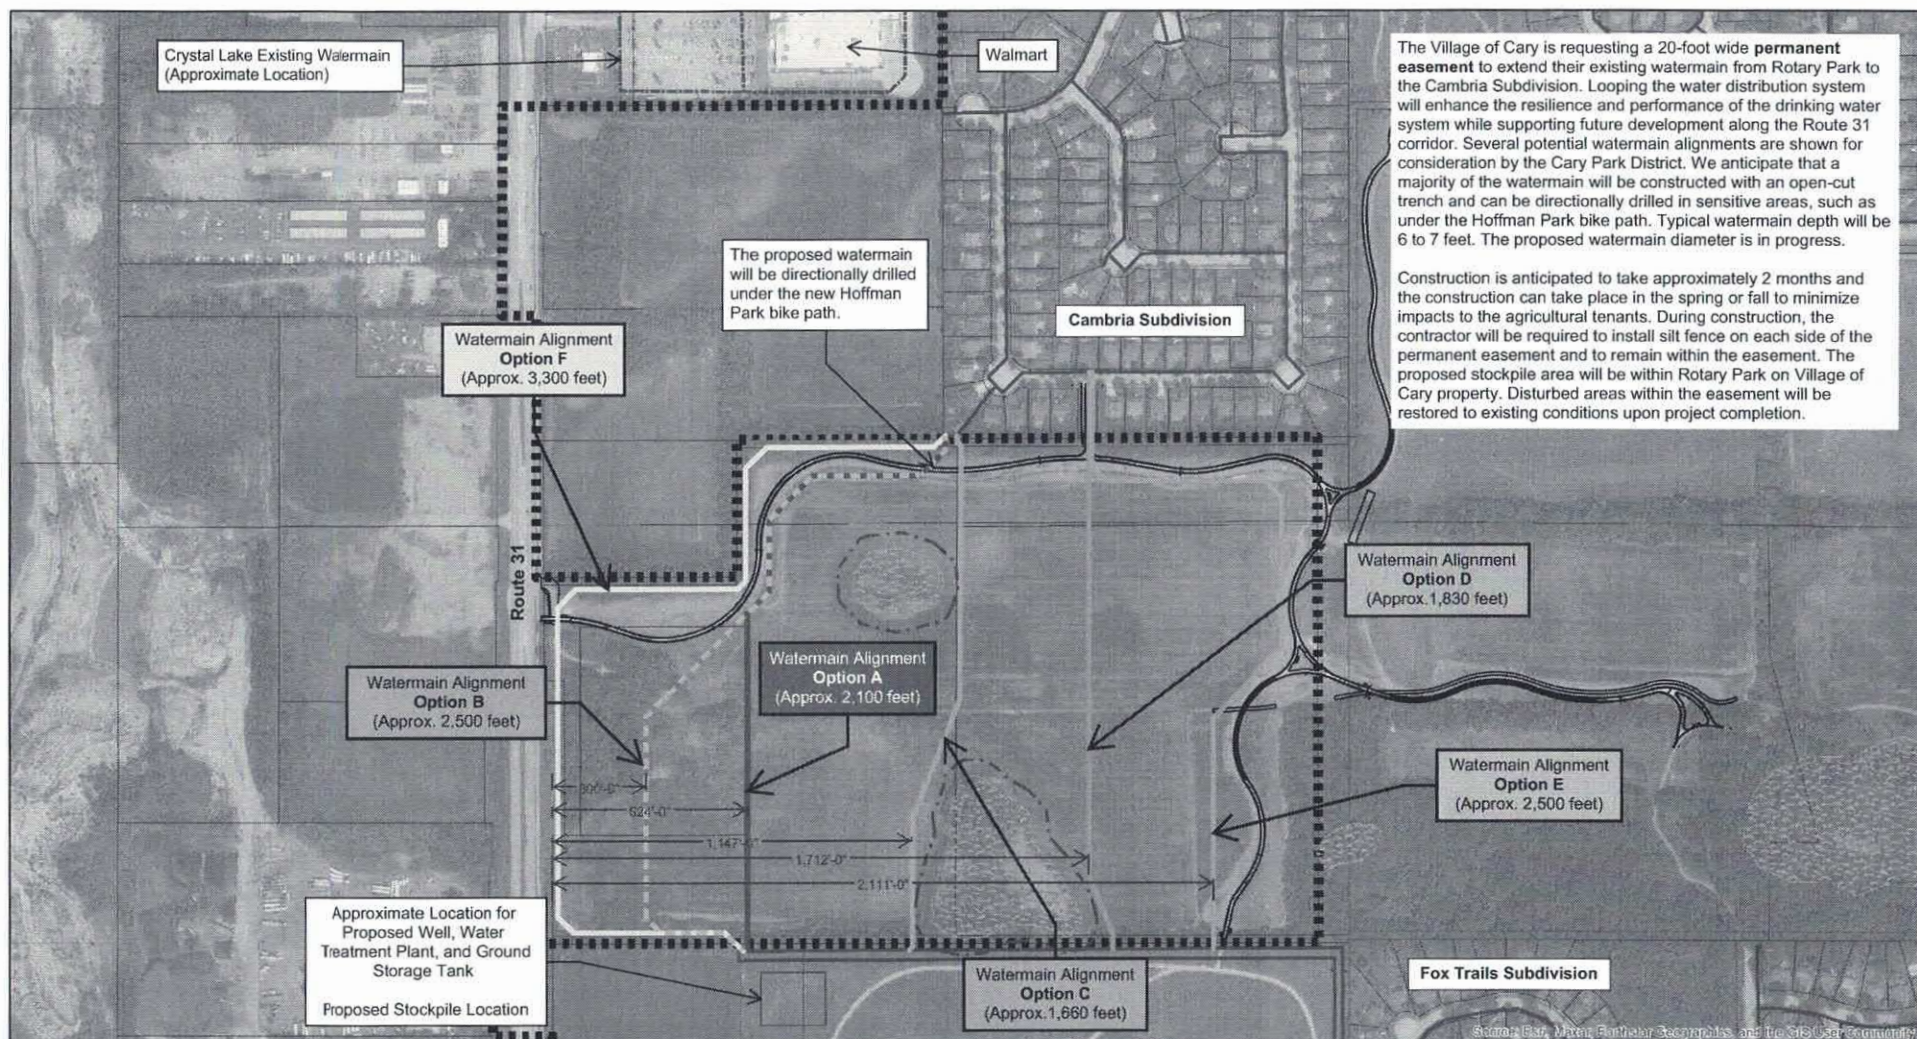 Crystal Lake Existing Watermain
(Approximate Location)
Walmart
The Village of Cary is requesting a 20-foot wide permanent
easement to extend their existing watermain from Rotary Park to
the Cambria Subdivision. Looping the water distribution system
will enhance the resilience and performance of the drinking water
system while supporting future development along the Route 31
corridor. Several potential watermain alignments are shown for
consideration by the Cary Park District. We anticipate that a
majority of the watermain will be constructed with an open-cut
trench and can be directionally drilled in sensitive areas, such as
under the Hoffman Park bike path. Typical watermain depth will be
6 to 7 feet. The proposed watermain diameter is in progress.
Construction is anticipated to take approximately 2 months and
the construction can take place in the spring or fall to minimize
impacts to the agricultural tenants. During construction, the
contractor will be required to install silt fence on each side of the
permanent easement and to remain within the easement. The
proposed stockpile area will be within Rotary Park on Village of
Cary property. Disturbed areas within the easement will be
restored to existing conditions upon project completion.
The proposed watermain
will be directionally drilled
under the new Hoffman
Park bike path.
Cambria Subdivision
Watermain Alignment
Option F
(Approx. 3,300 feet)
Route 31
Watermain Alignment
Option D
(Approx.1,830 feet)
Watermain Alignment
Option A
(Approx. 2,100 feet)
Watermain Alignment
Option B
(Approx. 2,500 feet)
Watermain Alignment
Option E
(Approx. 2,500 feet)
624'-0"
1,147'-0"
1,712'-0"
2,111'-0"
Approximate Location for
Proposed Well, Water
Treatment Plant, and Ground
Storage Tank
Proposed Stockpile Location
Watermain Alignment
Option C
(Approx.1,660 feet)
Fox Trails Subdivision
Source: Esri, Maxar, Earthstar Geographics, and the GIS User Community